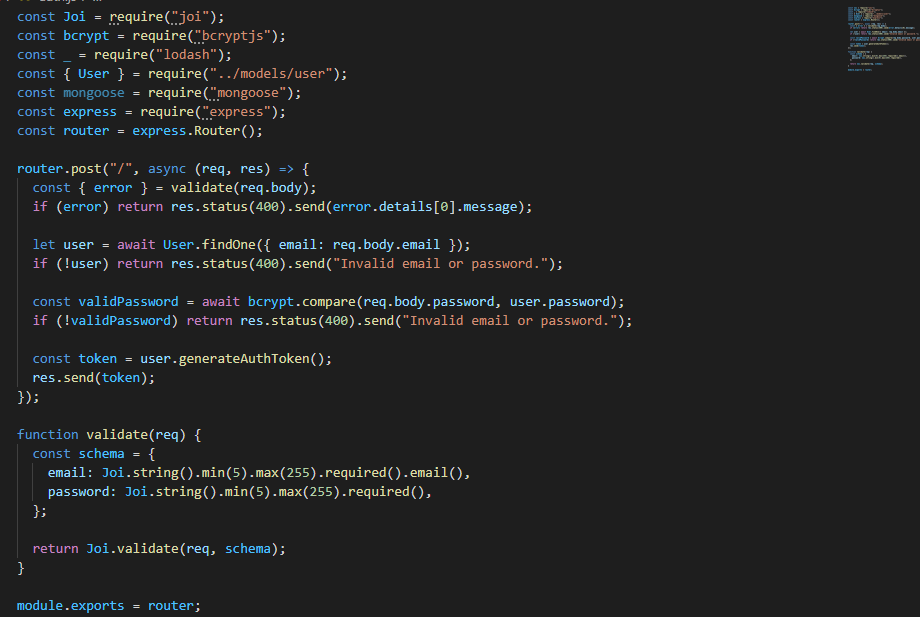 const Joi = require("joi");
const bcrypt = require("bcryptjs");
const _ = require("lodash");
const { User } = require("../models/user");
const mongoose = require("mongoose");
const express = require("express");
const router = express.Router();

router.post("/", async (req, res) => {
  const { error } = validate(req.body);
  if (error) return res.status(400).send(error.details[0].message);

  let user = await User.findOne({ email: req.body.email });
  if (!user) return res.status(400).send("Invalid email or password.");

  const validPassword = await bcrypt.compare(req.body.password, user.password);
  if (!validPassword) return res.status(400).send("Invalid email or password.");

  const token = user.generateAuthToken();
  res.send(token);
});

function validate(req) {
  const schema = {
    email: Joi.string().min(5).max(255).required().email(),
    password: Joi.string().min(5).max(255).required(),
  };

  return Joi.validate(req, schema);
}

module.exports = router;